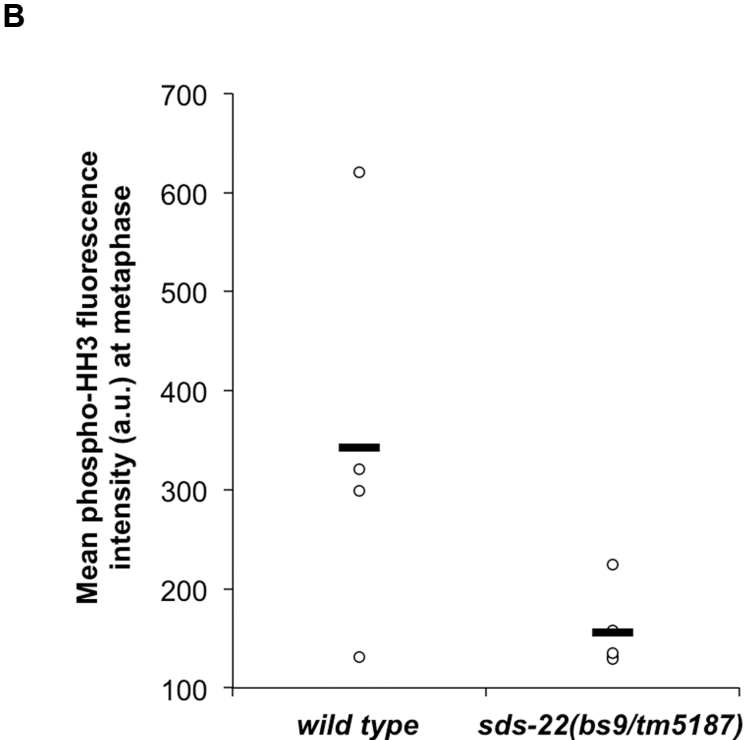 B
Mean phospho-HH3 fluorescence
intensity (a.u.) at metaphase
700
600
500
400
300
200
100
wild type
sds-22(bs9/tm5187)